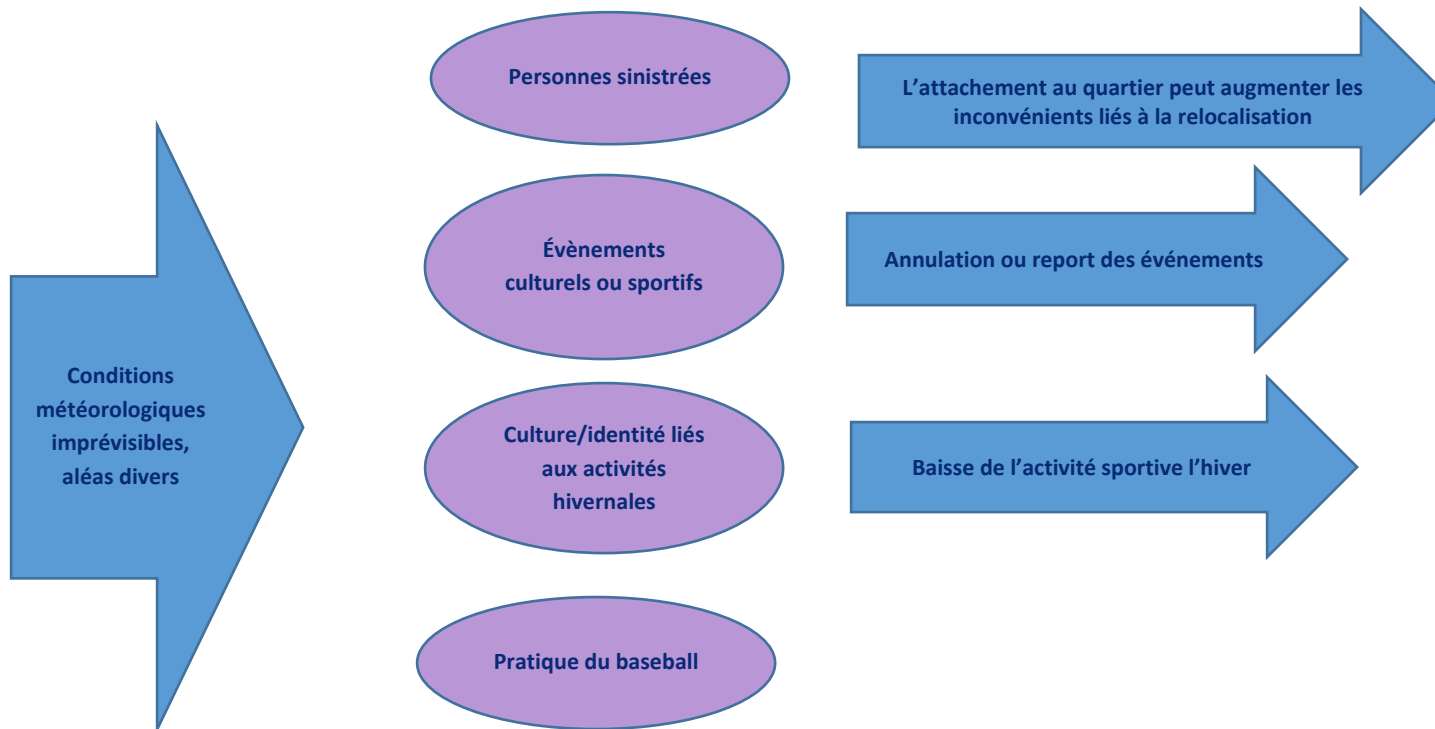 Personnes sinistrées
L'attachement au quartier peut augmenter les
inconvénients liés à la relocalisation
Évènements
culturels ou sportifs
Annulation ou report des événements
Conditions
météorologiques
imprévisibles,
aléas divers
Culture/identité liés
aux activités
hivernales
Baisse de l'activité sportive l'hiver
Pratique du baseball